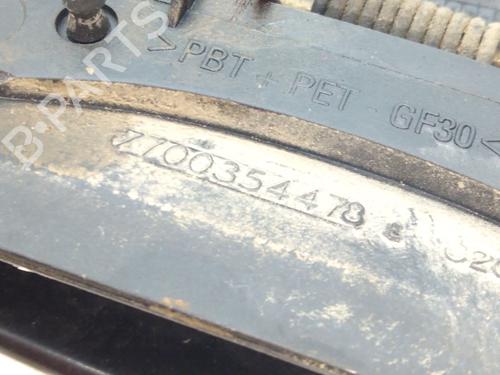 >PBT + PET - GF30<
7700354478
B-PARTS